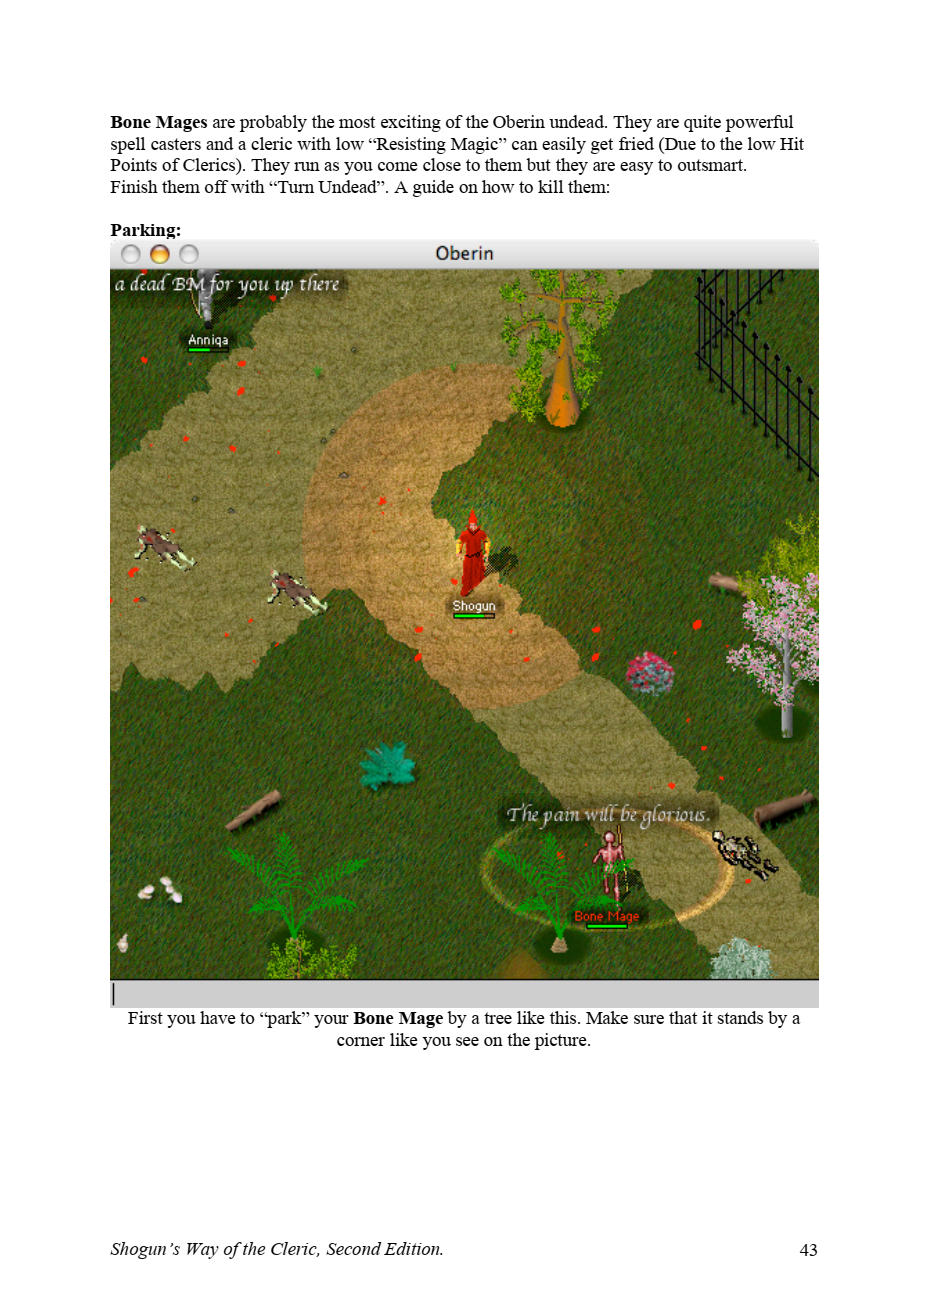 Bone Mages are probably the most exciting of the Oberin undead. They are quite powerful
spell casters and a cleric with low “Resisting Magic” can easily get fried (Due to the low Hit
Points of Clerics). They run as you come close to them but they are easy to outsmart.
Finish them off with “Turn Undead”. A guide on how to kill them:
Parking:
Oberin
a dead BM for you up there
Anniqa
Shogun
The pain will be glorious.
Bone Mage
First you have to “park” your Bone Mage by a tree like this. Make sure that it stands by a
corner like you see on the picture.
Shogun’s Way of the Cleric, Second Edition. 43